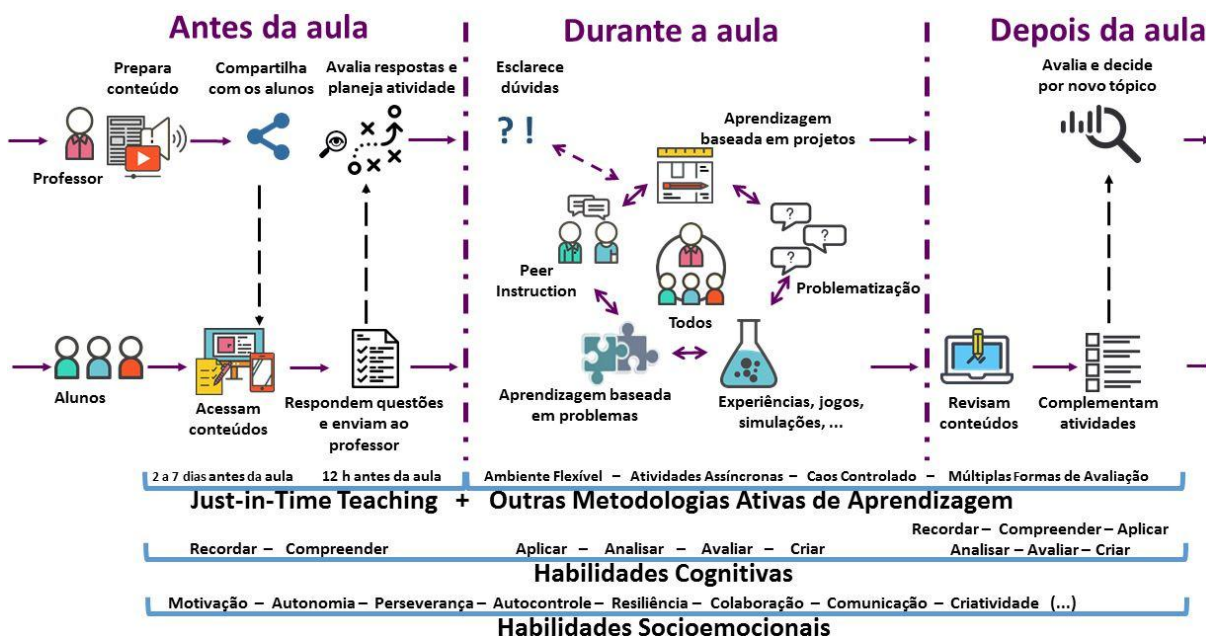 Antes da aula
Durante a aula
Depois da aula
Prepara
conteúdo
Compartilha
com os alunos
Avalia respostas e
planeja atividade
Esclarece
dúvidas
Avalia e decide
por novo tópico
? !
Aprendizagem
baseada em projetos
Professor
?
?
?
Peer
Instruction
Todos
Problematização
Alunos
Acessam
conteúdos
Respondem questões
e enviam ao
professor
Aprendizagem baseada
em problemas
Experiências, jogos,
simulações, ...
Revisam
conteúdos
Complementam
atividades
2 a 7 dias antes da aula
12 h antes da aula
Ambiente Flexível – Atividades Assíncronas – Caos Controlado – Múltiplas Formas de Avaliação
Just-in-Time Teaching + Outras Metodologias Ativas de Aprendizagem
Recordar – Compreender
Aplicar – Analisar – Avaliar – Criar
Recordar – Compreender – Aplicar
Analisar – Avaliar – Criar
Habilidades Cognitivas
Motivação – Autonomia – Perseverança – Autocontrole – Resiliência – Colaboração – Comunicação – Criatividade (...)
Habilidades Socioemocionais